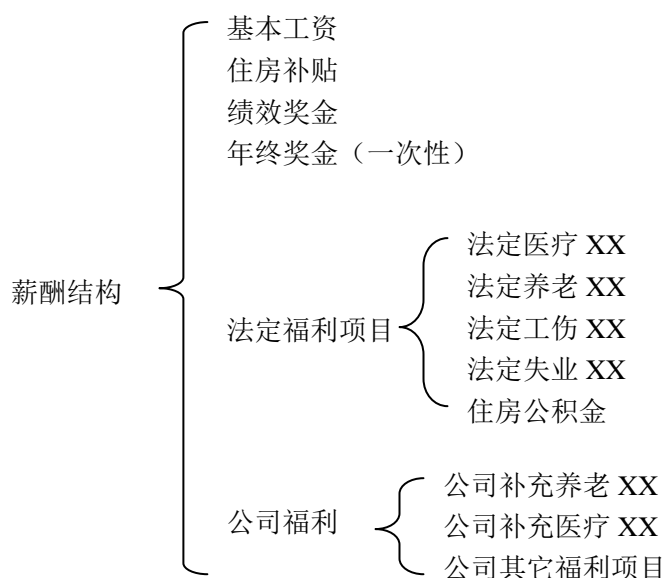 基本工资
住房补贴
绩效奖金
年终奖金（一次性）
薪酬结构
法定福利项目
法定医疗 XX
法定养老 XX
法定工伤 XX
法定失业 XX
住房公积金
公司福利
公司补充养老 XX
公司补充医疗 XX
公司其它福利项目